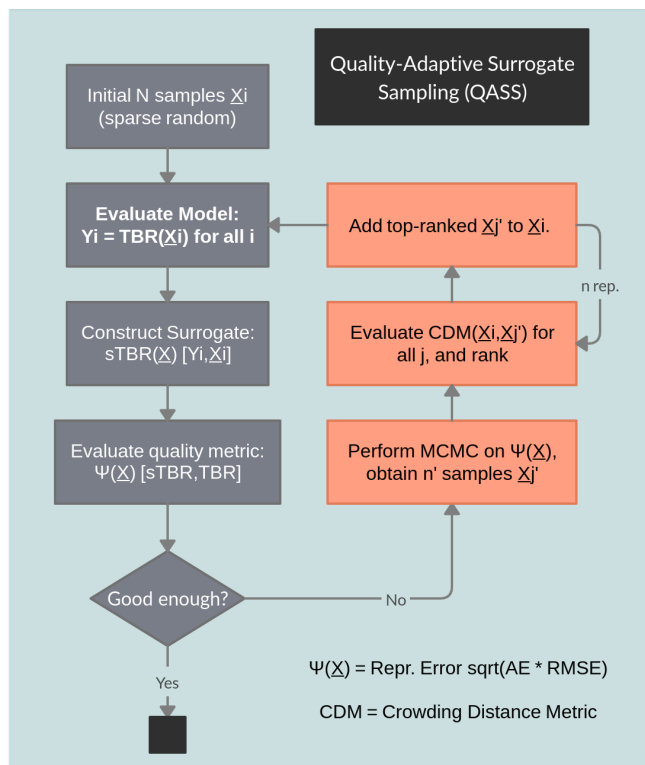 Quality-Adaptive Surrogate
Sampling (QASS)
Initial N samples Xi
(sparse random)
Evaluate Model:
Yi = TBR(Xi) for all i
Construct Surrogate:
sTBR(X) [Yi,Xi]
Evaluate quality metric:
Ψ(X) [sTBR,TBR]
Good enough?
Yes
No
Perform MCMC on Ψ(X),
obtain n' samples Xj'
Evaluate CDM(Xi,Xj') for
all j, and rank
Add top-ranked Xj' to Xi.
n rep.
Ψ(X) = Repr. Error sqrt(AE * RMSE)
CDM = Crowding Distance Metric